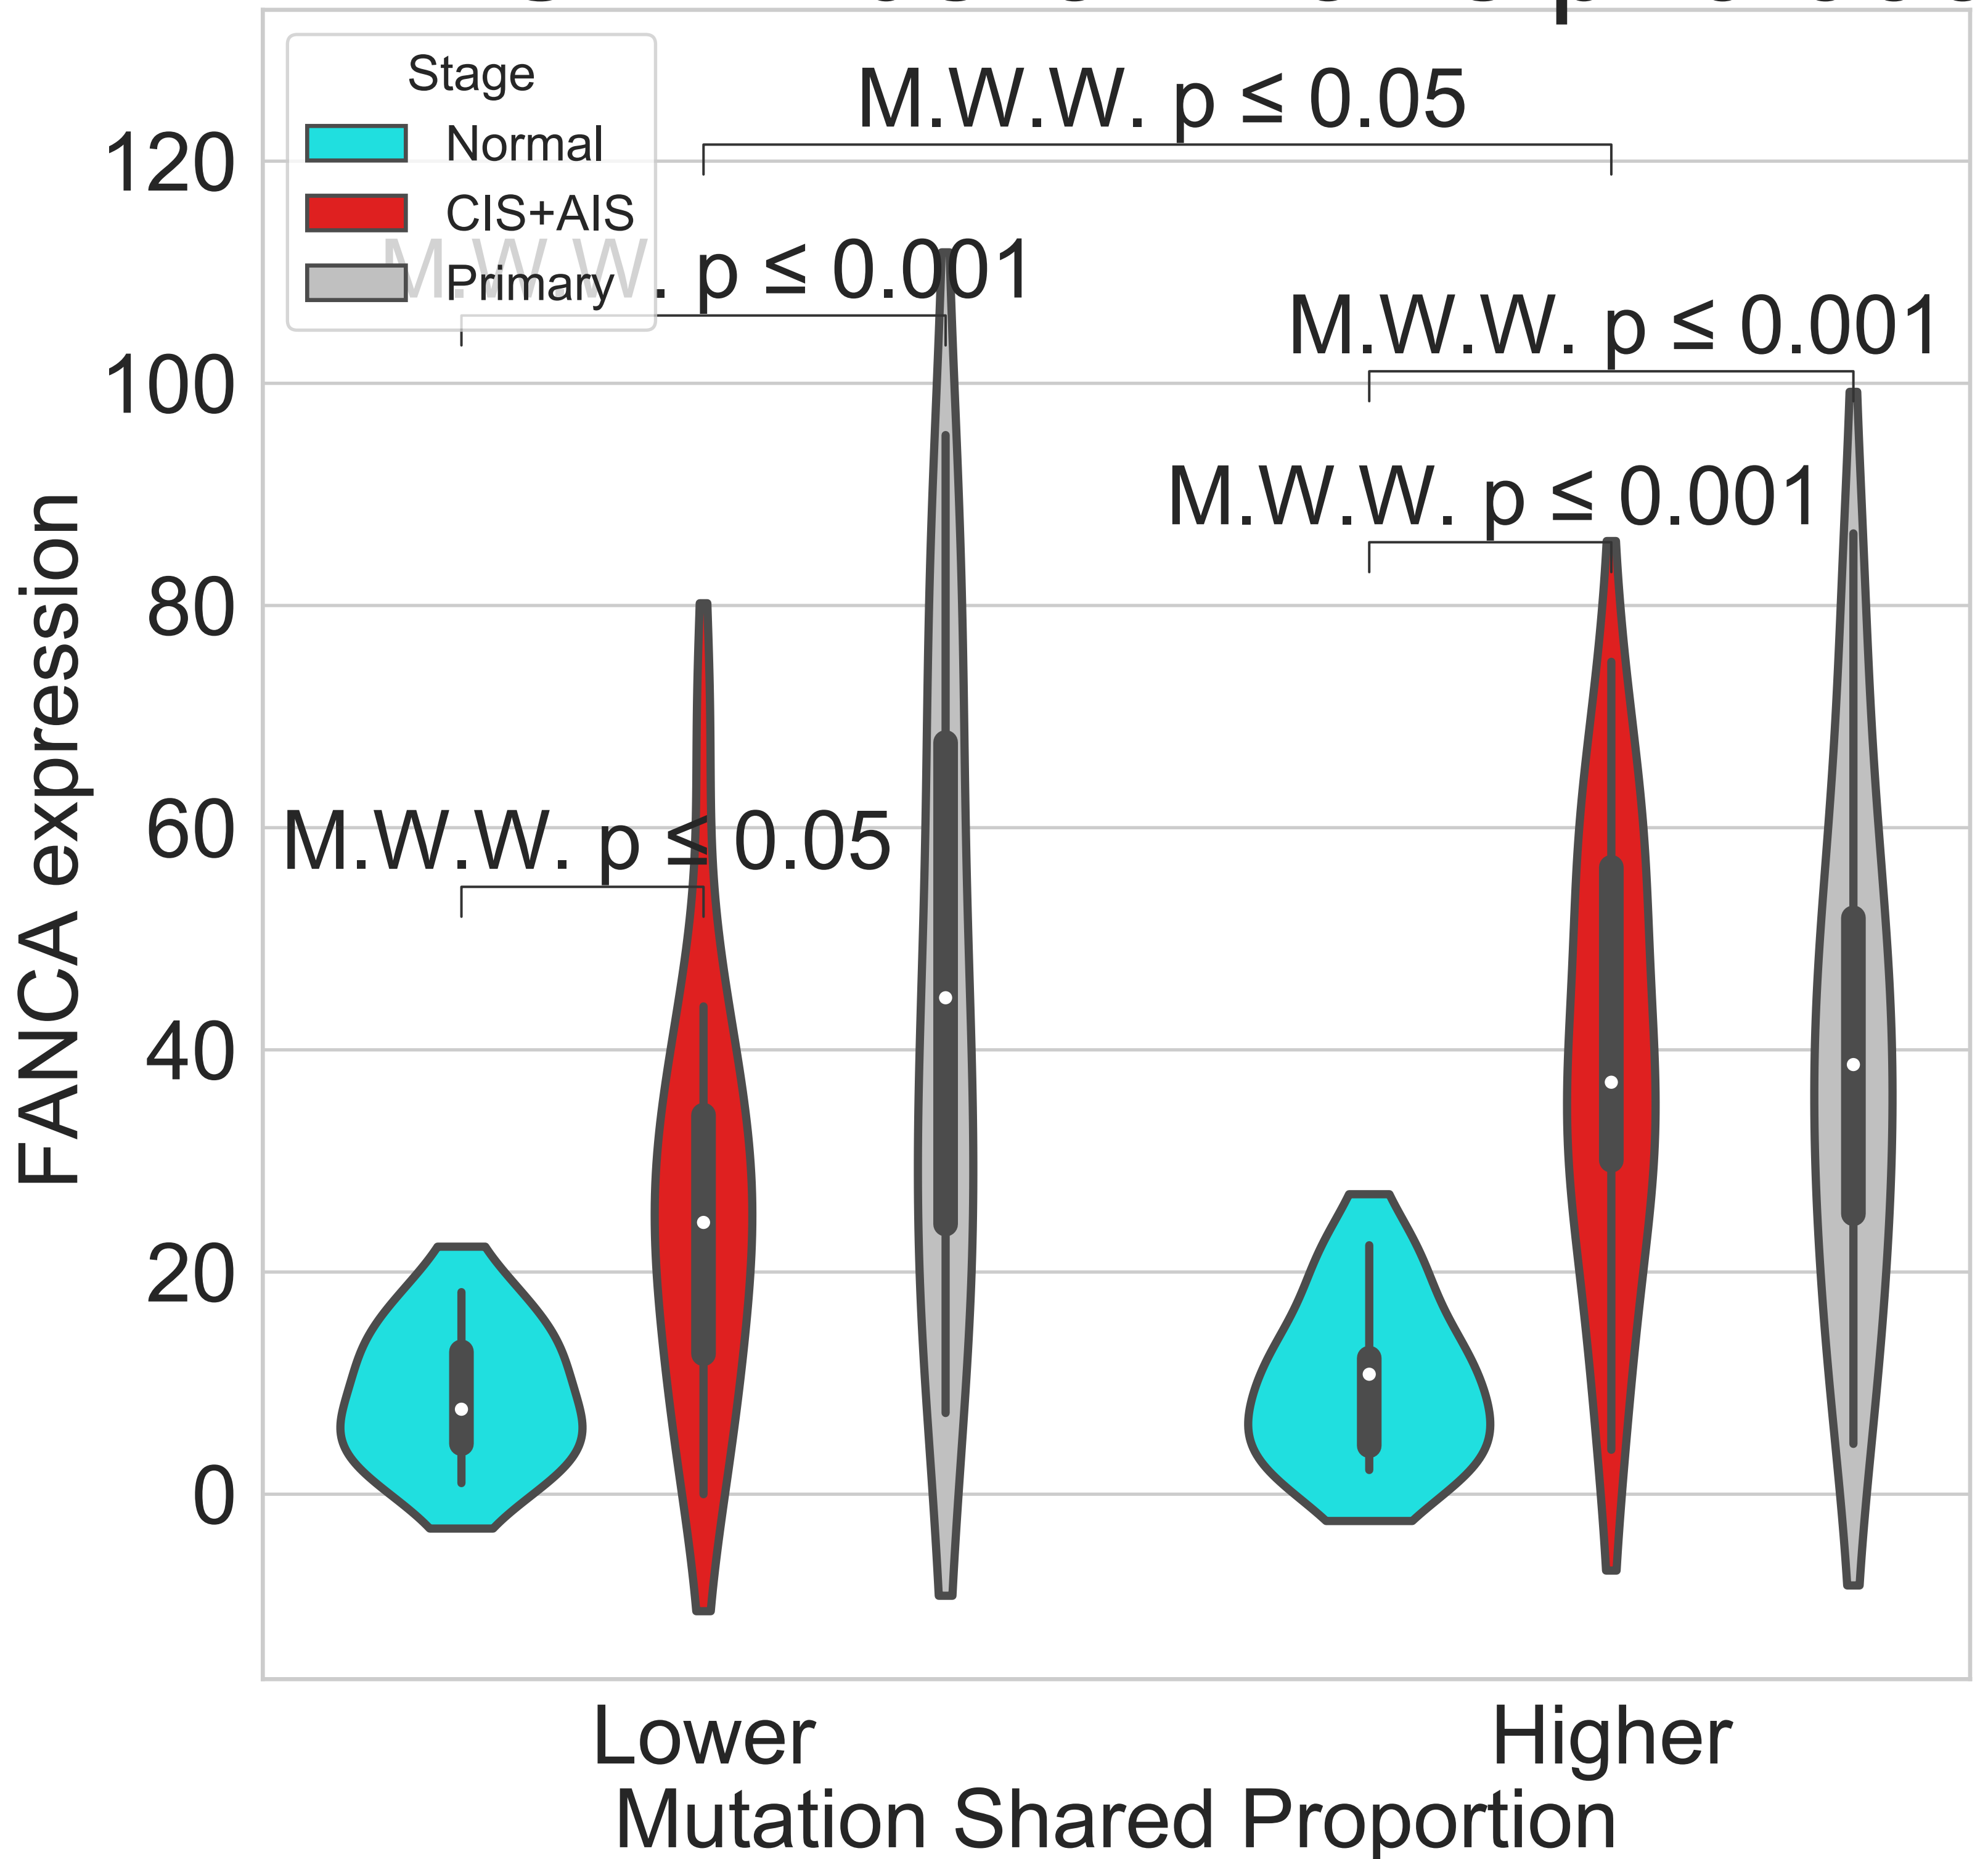 Stage
Normal
CIS+AIS
Primary
M.W.W. p ≤ 0.05
M.W.W. p ≤ 0.001
M.W.W. p ≤ 0.001
M.W.W. p ≤ 0.001
M.W.W. p ≤ 0.05
120
100
80
60
40
20
0
FANCA expression
Lower
Higher
Mutation Shared Proportion